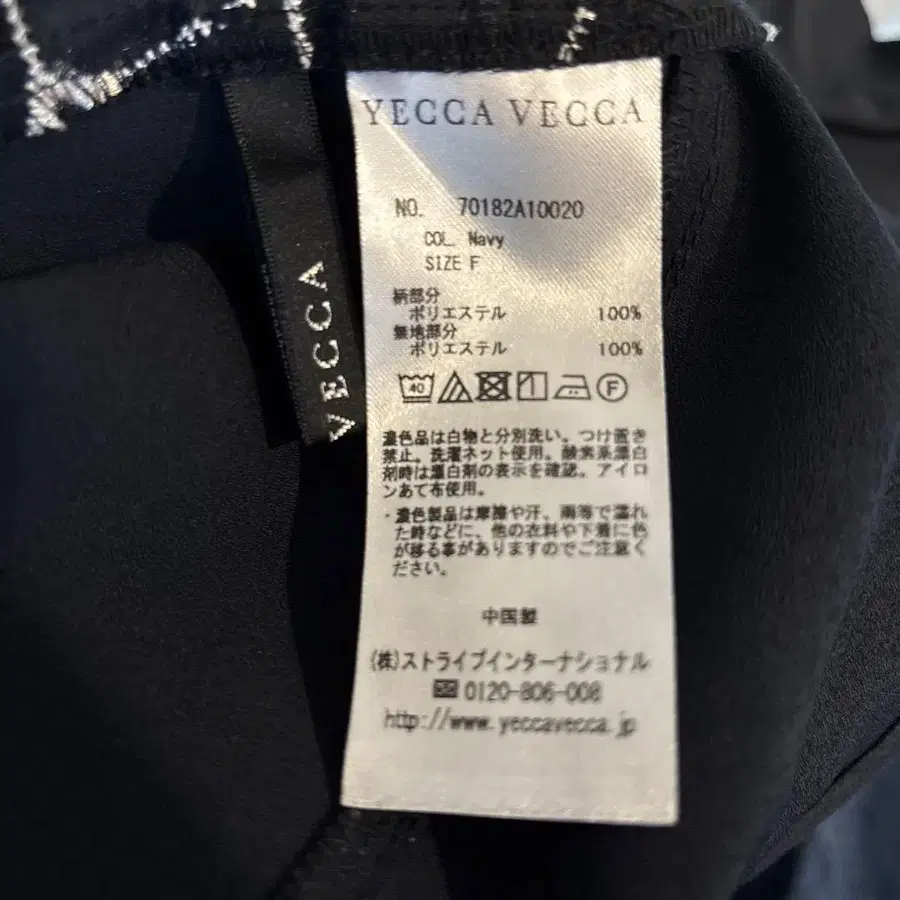 YECCA VECCA
NO. 70182A10020
COL. Navy
SIZE F
柄部分
ポリエステル 100%
無地部分
ポリエステル 100%
40
F
濃色品は白物と分別洗い。つけ置き
禁止。洗濯ネット使用。酸素系漂白
剤時は漂白剤の表示を確認。アイロ
ンあて布使用。
・濃色製品は摩擦や汗、雨等で濡れ
た時などに、他の衣料や下着に色
が移る事がありますのでご注意く
ださい。
中国製
(株)ストライプインターナショナル
0120-806-008
http://www.yeccavecca.jp
VECCA